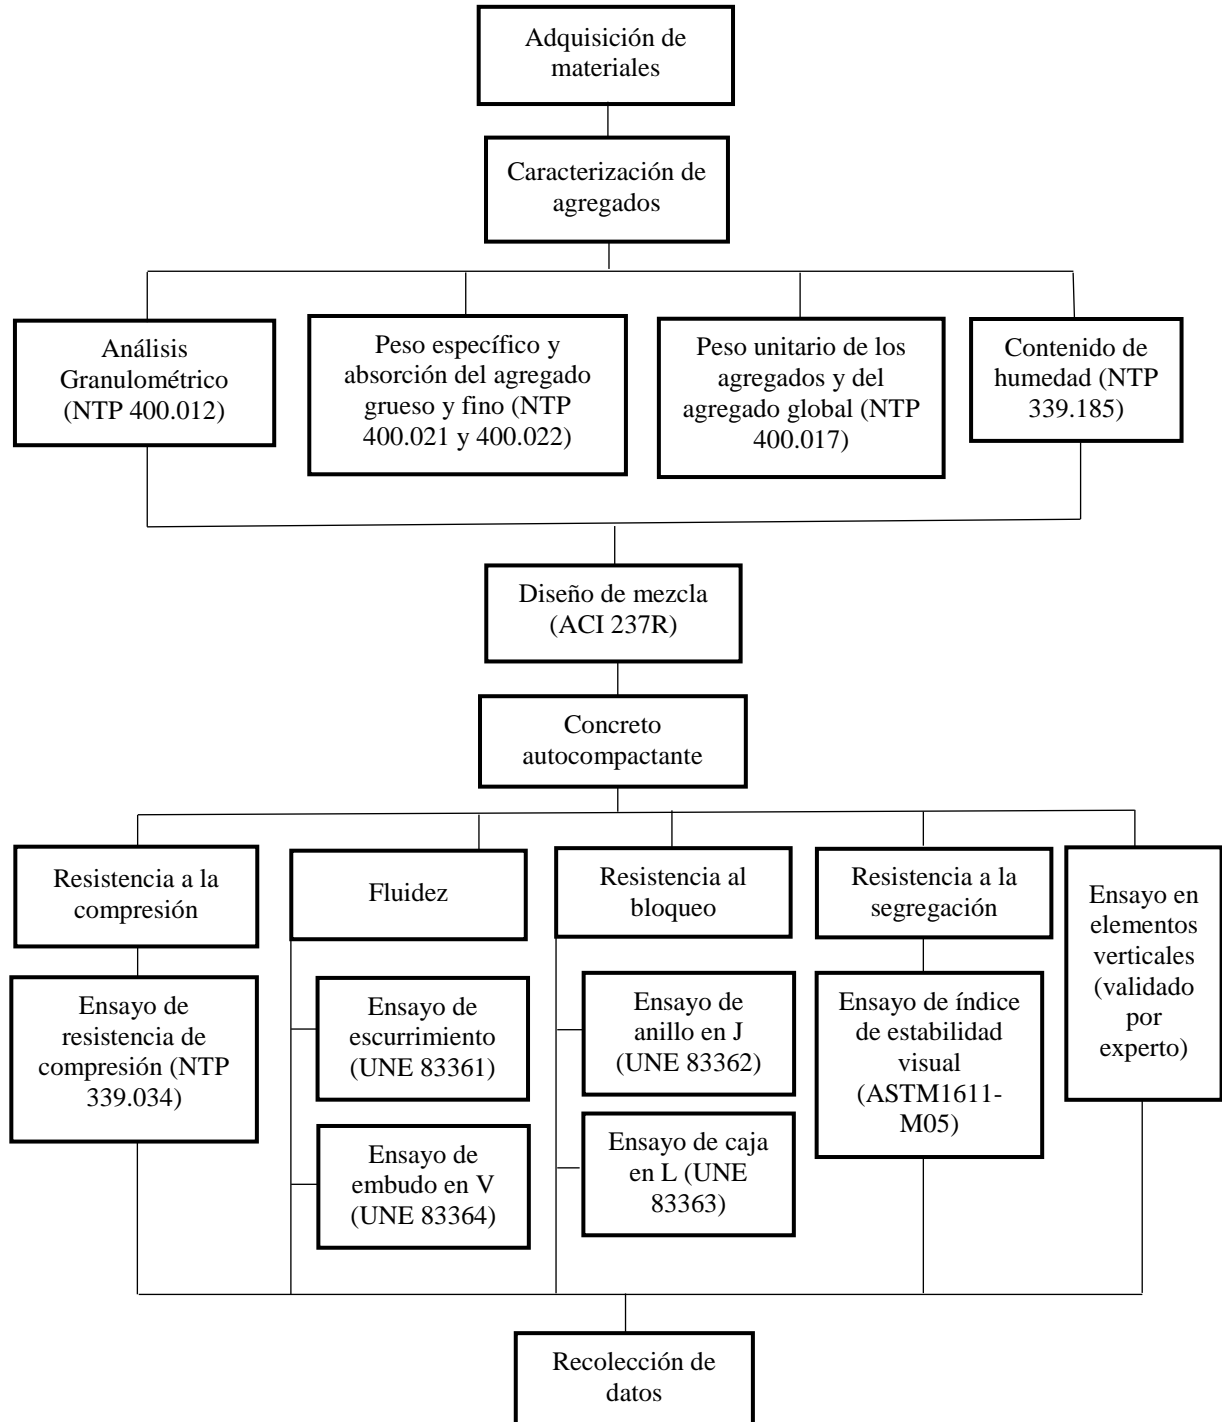 Adquisición de
materiales
Caracterización de
agregados
Análisis
Granulométrico
(NTP 400.012)
Peso específico y
absorción del agregado
grueso y fino (NTP
400.021 y 400.022)
Peso unitario de los
agregados y del
agregado global (NTP
400.017)
Contenido de
humedad (NTP
339.185)
Diseño de mezcla
(ACI 237R)
Concreto
autocompactante
Resistencia a la
compresión
Fluidez
Resistencia al
bloqueo
Resistencia a la
segregación
Ensayo en
elementos
verticales
(validado
por
experto)
Ensayo de
resistencia de
compresión (NTP
339.034)
Ensayo de
escurrimiento
(UNE 83361)
Ensayo de
anillo en J
(UNE 83362)
Ensayo de índice
de estabilidad
visual
(ASTM1611-
M05)
Ensayo de
embudo en V
(UNE 83364)
Ensayo de caja
en L (UNE
83363)
Recolección de
datos